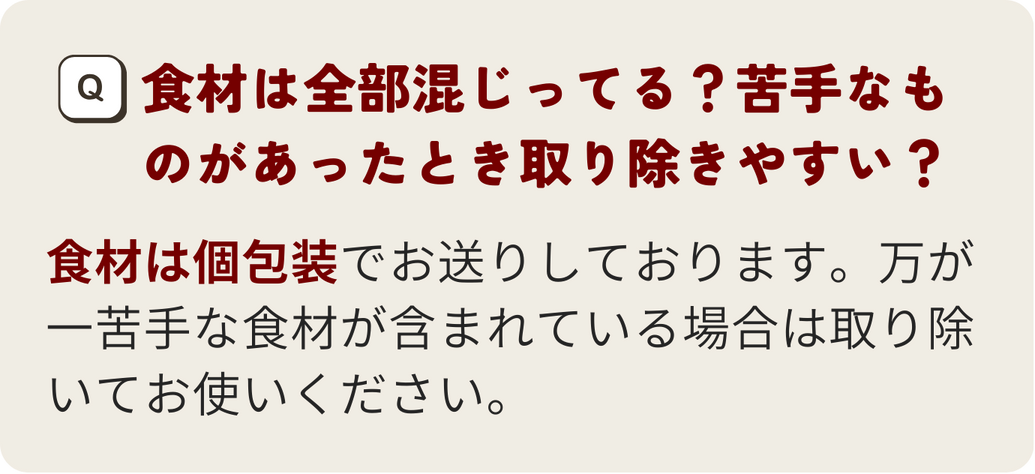 Q 食材は全部混じってる？苦手なも
のがあったとき取り除きやすい？
食材は個包装でお送りしております。万が
一苦手な食材が含まれている場合は取り除
いてお使いください。